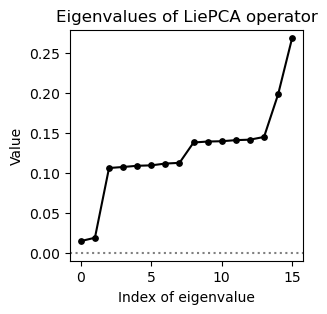 Eigenvalues of LiePCA operator
0.25
0.20
0.15
0.10
0.05
0.00
Value
0 5 10 15
Index of eigenvalue